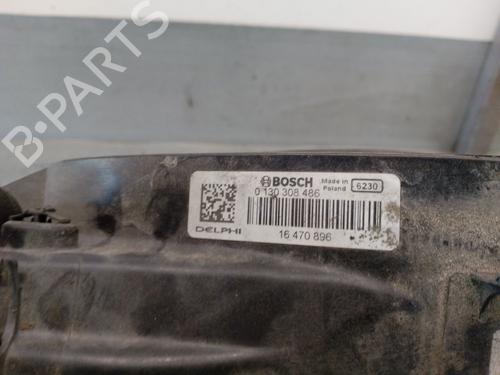 B-PARTS
BOSCH Made in Poland 6230
0 130 308 486
DELPHI 16 470 896